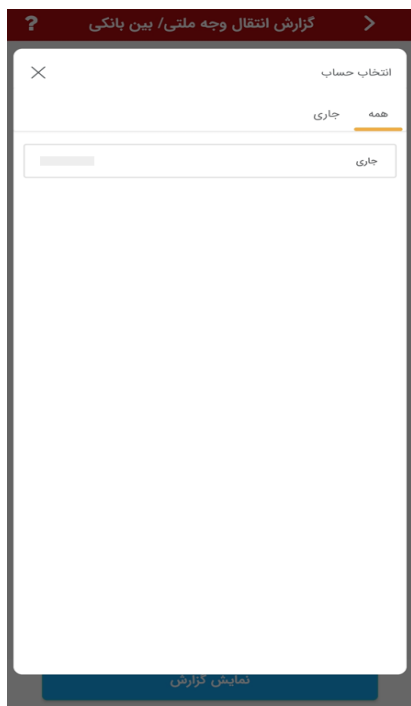 گزارش انتقال وجه ملتی/ بین بانکی ?
انتخاب حساب
همه جاری
جاری
نمایش گزارش